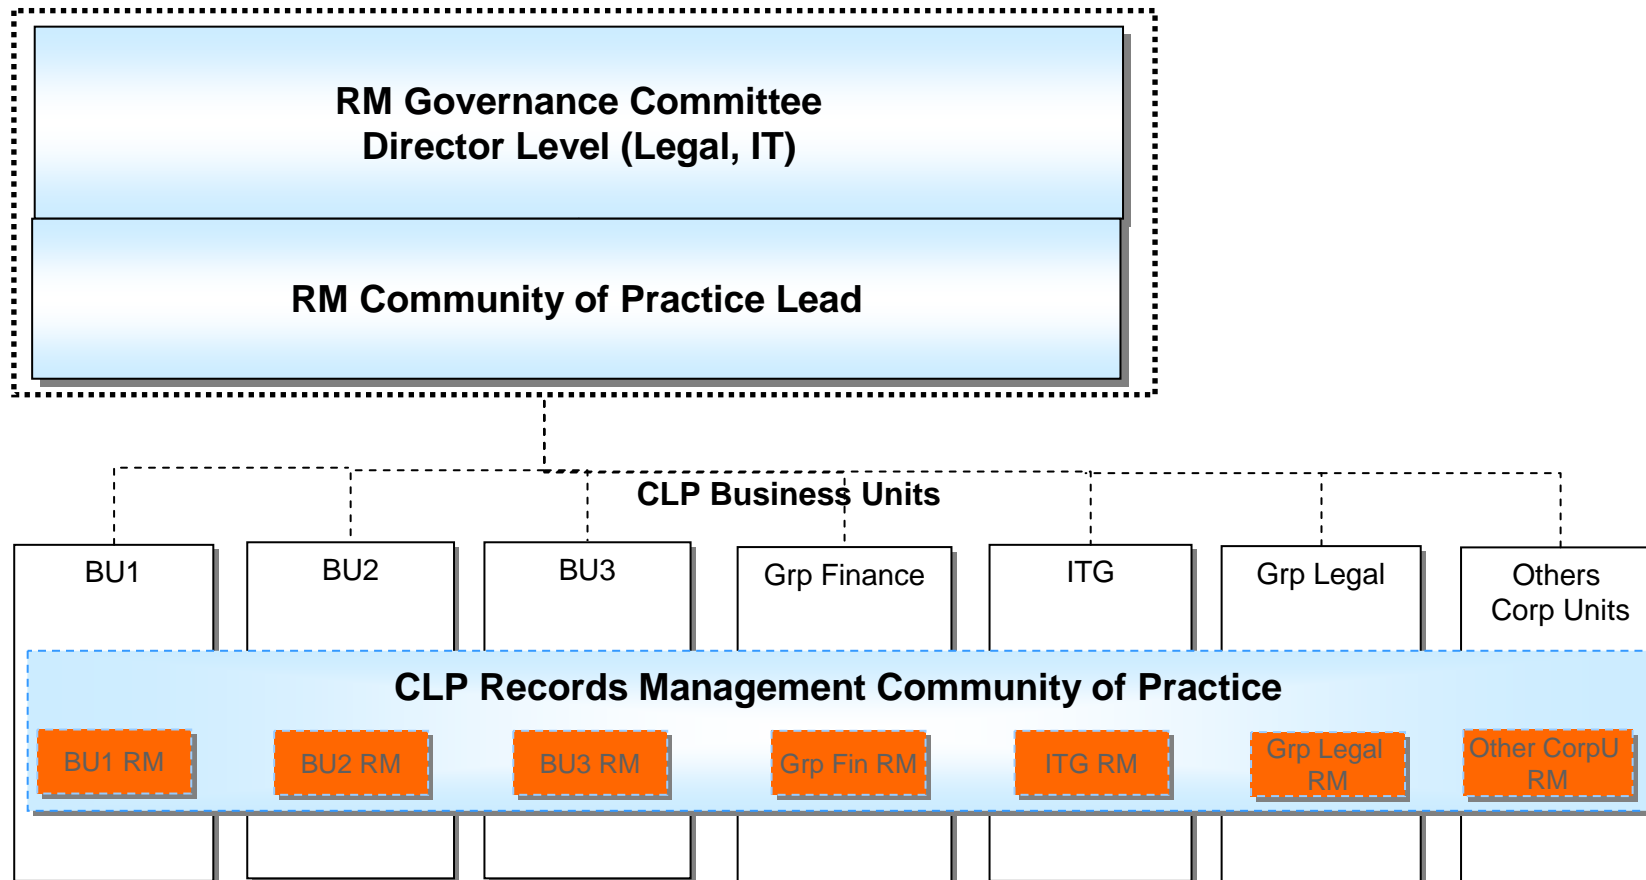 RM Governance Committee
Director Level (Legal, IT)
RM Community of Practice Lead
CLP Business Units
BU1
BU2
BU3
Grp Finance
ITG
Grp Legal
Others
Corp Units
CLP Records Management Community of Practice
BU1 RM
BU2 RM
BU3 RM
Grp Fin RM
ITG RM
Grp Legal
RM
Other CorpU
RM